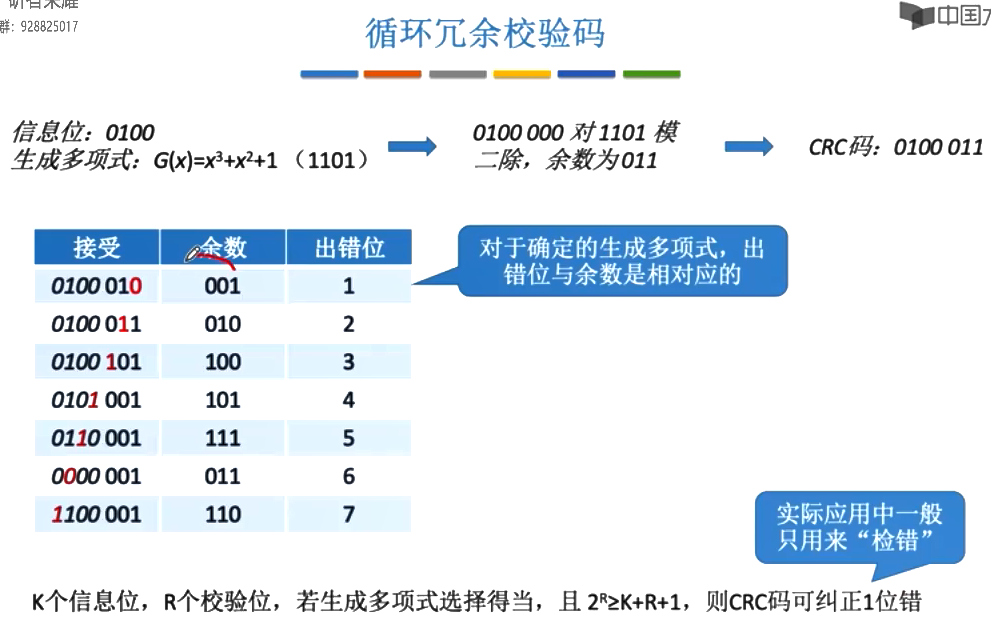 群：928825017
中国
循环冗余校验码
信息位：0100
生成多项式：G(x)=x³+x²+1 （1101）
0100 000 对 1101 模
二除，余数为 011
CRC码：0100 011
接受 余数 出错位
0100 010 001 1
0100 011 010 2
0100 101 100 3
0101 001 101 4
0110 001 111 5
0000 001 011 6
1100 001 110 7
对于确定的生成多项式，出
错位与余数是相对应的
实际应用中一般
只用来“检错”
K个信息位，R个校验位，若生成多项式选择得当，且 2ᴿ≥K+R+1，则CRC码可纠正1位错